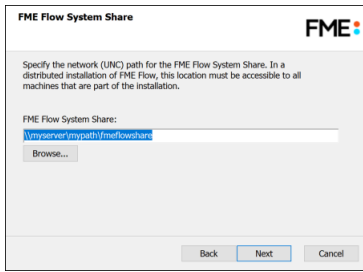 FME Flow System Share
FME
Specify the network (UNC) path for the FME Flow System Share. In a
distributed installation of FME Flow, this location must be accessible to all
machines that are part of the installation.
FME Flow System Share:
\\myserver\mypath\fmeflowshare
Browse...
Back Next Cancel